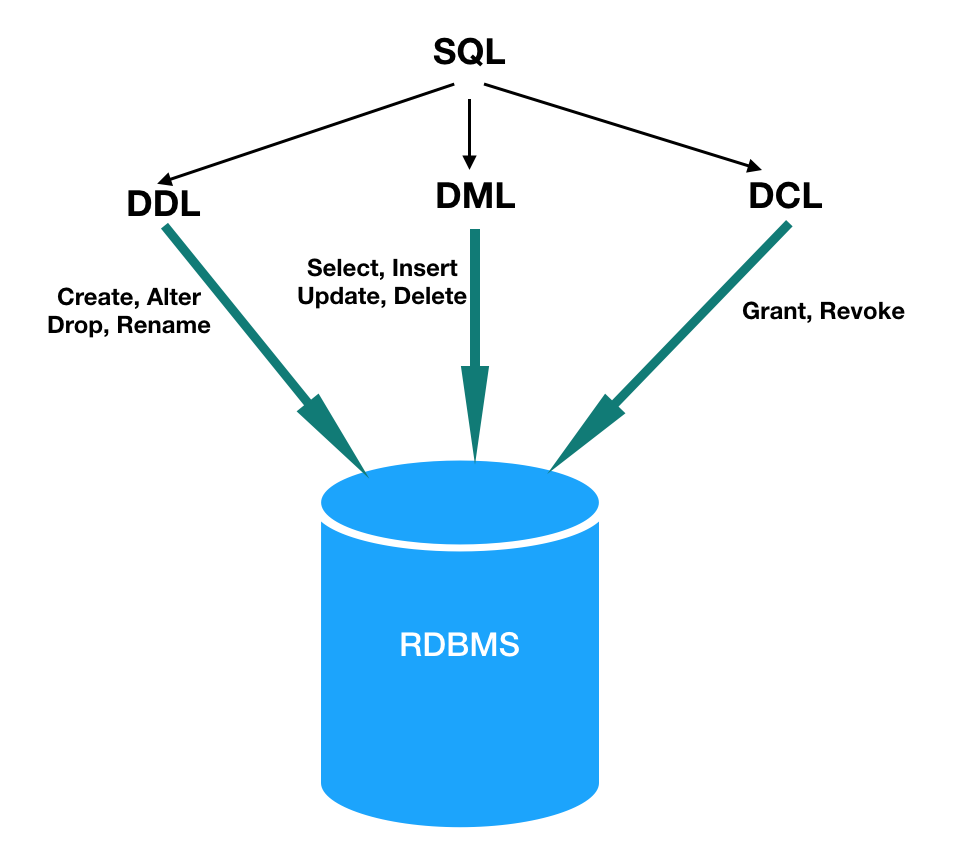 SQL
DDL
DML
DCL
Create, Alter
Drop, Rename
Select, Insert
Update, Delete
Grant, Revoke
RDBMS